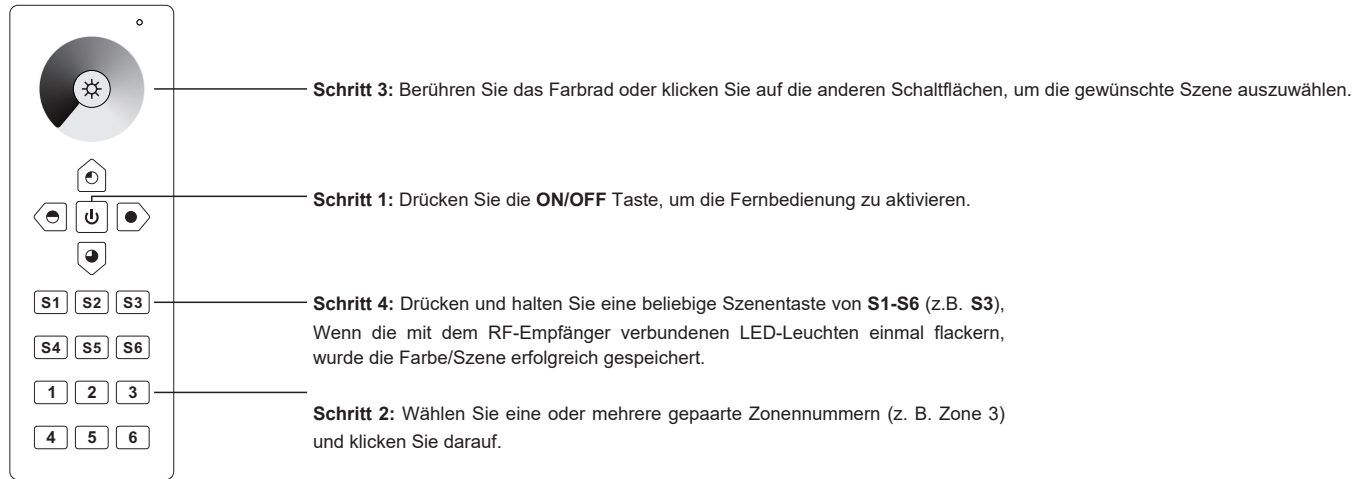 Schritt 3: Berühren Sie das Farbrad oder klicken Sie auf die anderen Schaltflächen, um die gewünschte Szene auszuwählen.
Schritt 1: Drücken Sie die ON/OFF Taste, um die Fernbedienung zu aktivieren.
S1 S2 S3
Schritt 4: Drücken und halten Sie eine beliebige Szenentaste von S1-S6 (z.B. S3),
Wenn die mit dem RF-Empfänger verbundenen LED-Leuchten einmal flackern,
wurde die Farbe/Szene erfolgreich gespeichert.
S4 S5 S6
1 2 3
Schritt 2: Wählen Sie eine oder mehrere gepaarte Zonennummern (z. B. Zone 3)
und klicken Sie darauf.
4 5 6